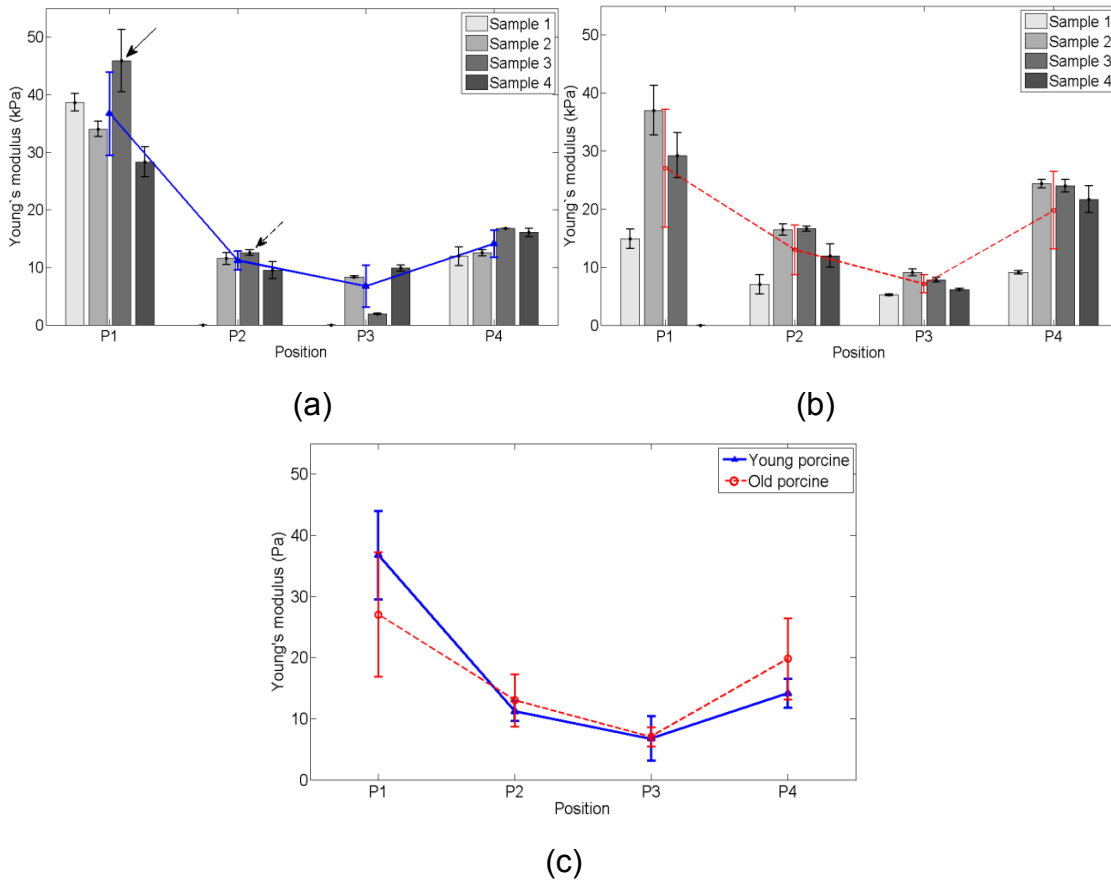 Young`s modulus (kPa)
50
40
30
20
10
0
Sample 1
Sample 2
Sample 3
Sample 4
P1 P2 P3 P4
Position
(a)
Young`s modulus (kPa)
50
40
30
20
10
0
Sample 1
Sample 2
Sample 3
Sample 4
P1 P2 P3 P4
Position
(b)
Young's modulus (Pa)
50
40
30
20
10
0
Young porcine
Old porcine
P1 P2 P3 P4
Position
(c)